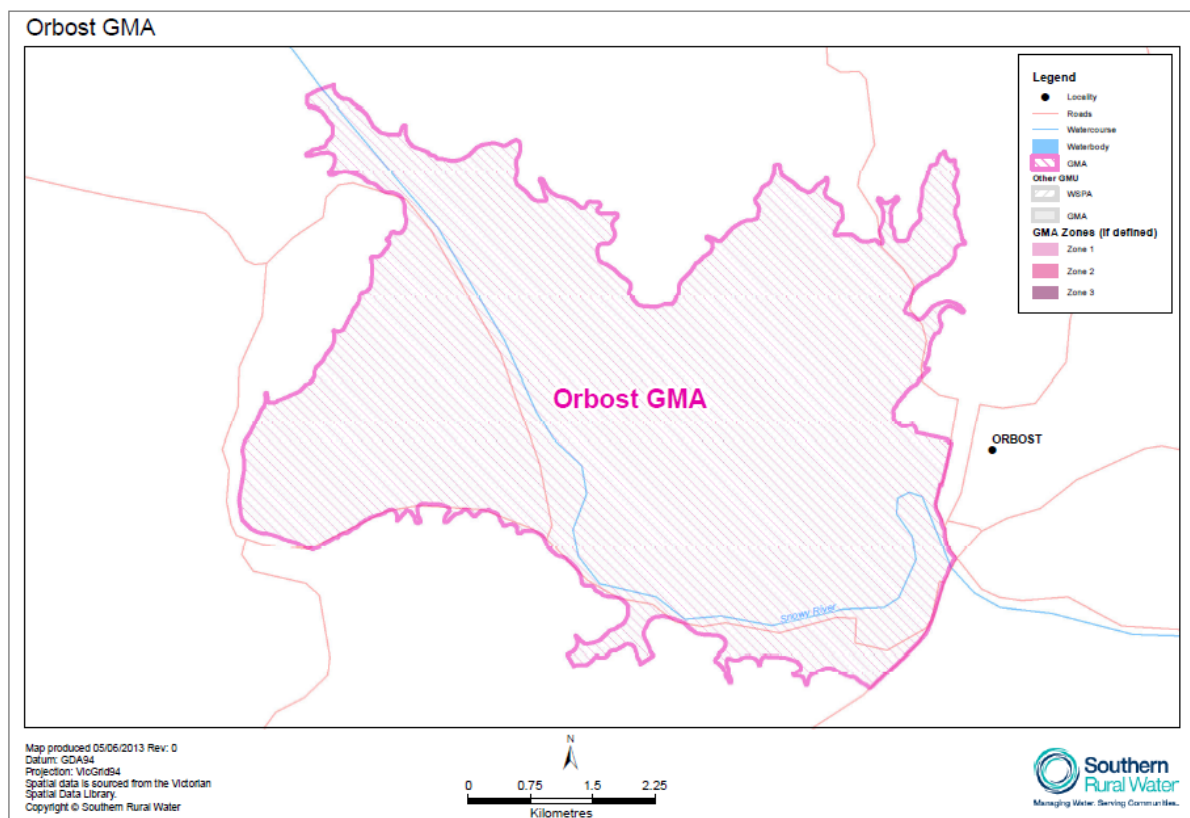 Orbost GMA
Legend
Locality
Roads
Watercourse
Waterbody
GMA
Other GMU
WSPA
GMA
GMA Zones (if defined)
Zone 1
Zone 2
Zone 3
Orbost GMA
ORBOST
Snowy River
Map produced 05/06/2013 Rev: 0
Datum: GDA94
Projection: VicGrid94
Spatial data is sourced from the Victorian
Spatial Data Library.
Copyright © Southern Rural Water
N
0 0.75 1.5 2.25
Kilometres
Southern
Rural Water
Managing Water. Serving Communities.